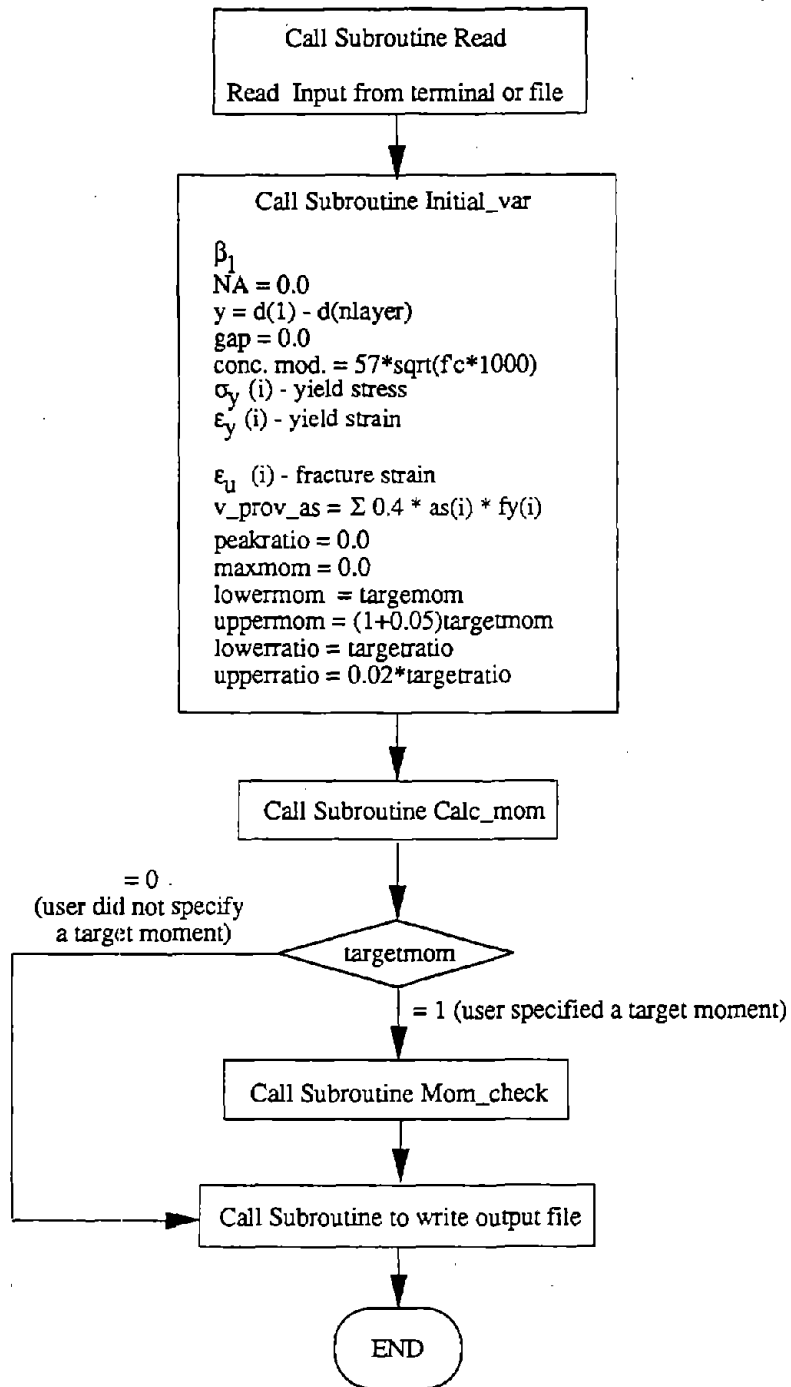 Call Subroutine Read
Read Input from terminal or file
Call Subroutine Initial_var
β1
NA = 0.0
y = d(1) - d(nlayer)
gap = 0.0
conc. mod. = 57*sqrt(f'c*1000)
σy (i) - yield stress
εy (i) - yield strain
εu (i) - fracture strain
v_prov_as = Σ 0.4 * as(i) * fy(i)
peakratio = 0.0
maxmom = 0.0
lowermom = targemom
uppermom = (1+0.05)targetmom
lowerratio = targetratio
upperratio = 0.02*targetratio
Call Subroutine Calc_mom
= 0
(user did not specify
a target moment)
targetmom
= 1 (user specified a target moment)
Call Subroutine Mom_check
Call Subroutine to write output file
END